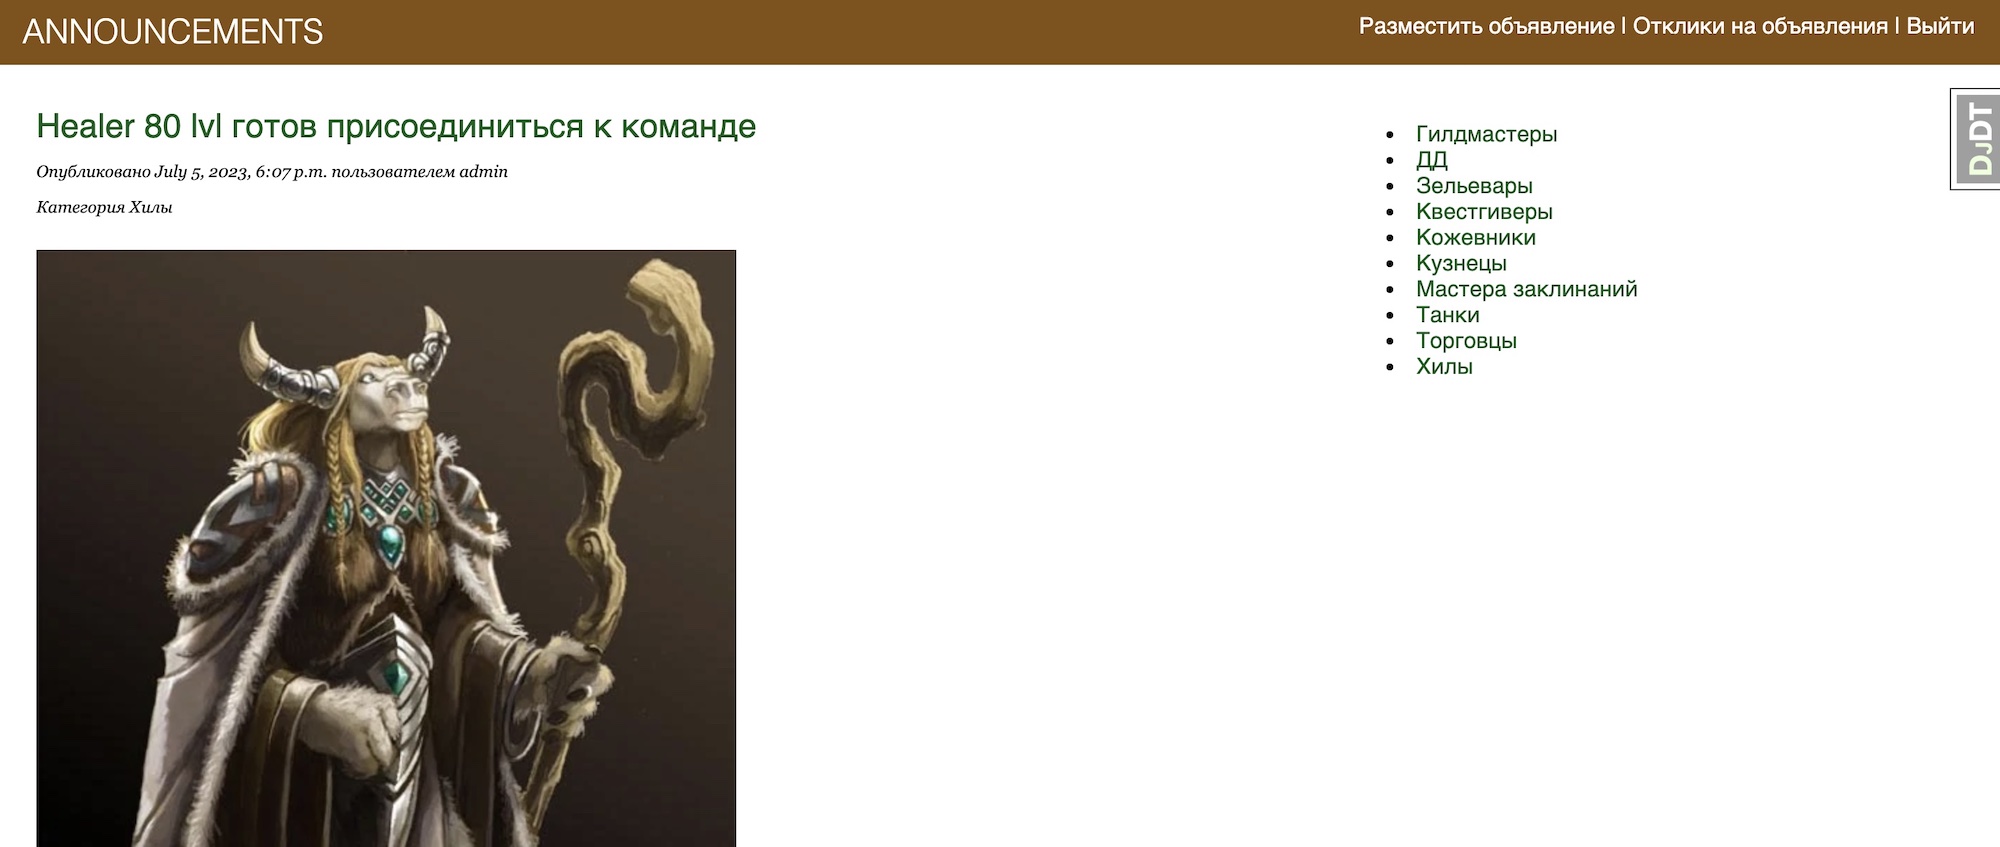 ANNOUNCEMENTS
Разместить объявление | Отклики на объявления | Выйти
Healer 80 lvl готов присоединиться к команде
Опубликовано July 5, 2023, 6:07 p.m. пользователем admin
Категория Хилы
Гилдмастеры
ДД
Зельевары
Квестгиверы
Кожевники
Кузнецы
Мастера заклинаний
Танки
Торговцы
Хилы
DJDT